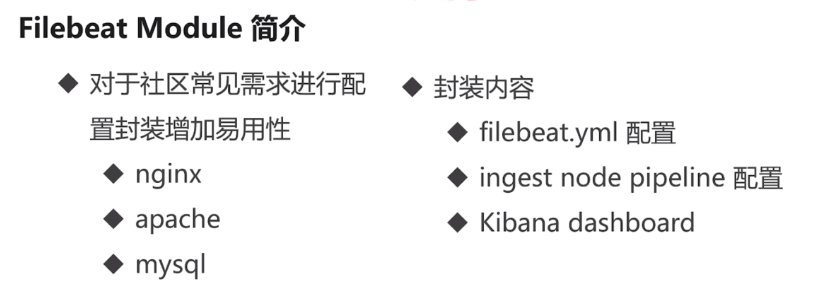 Filebeat Module 简介
◆ 对于社区常见需求进行配
置封装增加易用性
◆ nginx
◆ apache
◆ mysql
◆ 封装内容
◆ filebeat.yml 配置
◆ ingest node pipeline 配置
◆ Kibana dashboard